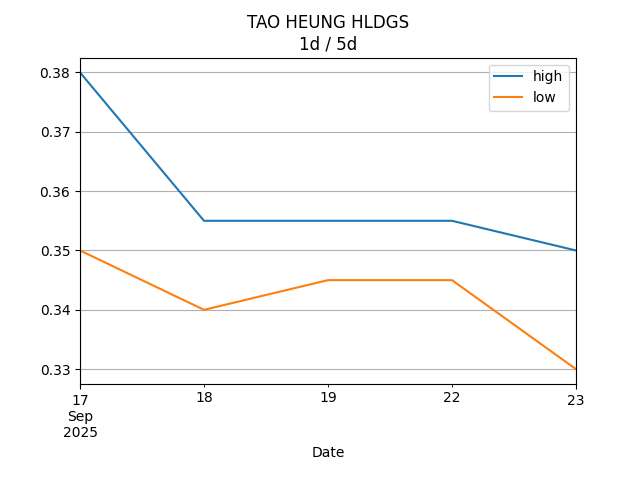 TAO HEUNG HLDGS
1d / 5d
high
low
0.38
0.37
0.36
0.35
0.34
0.33
17 18 19 22 23
Sep
2025
Date